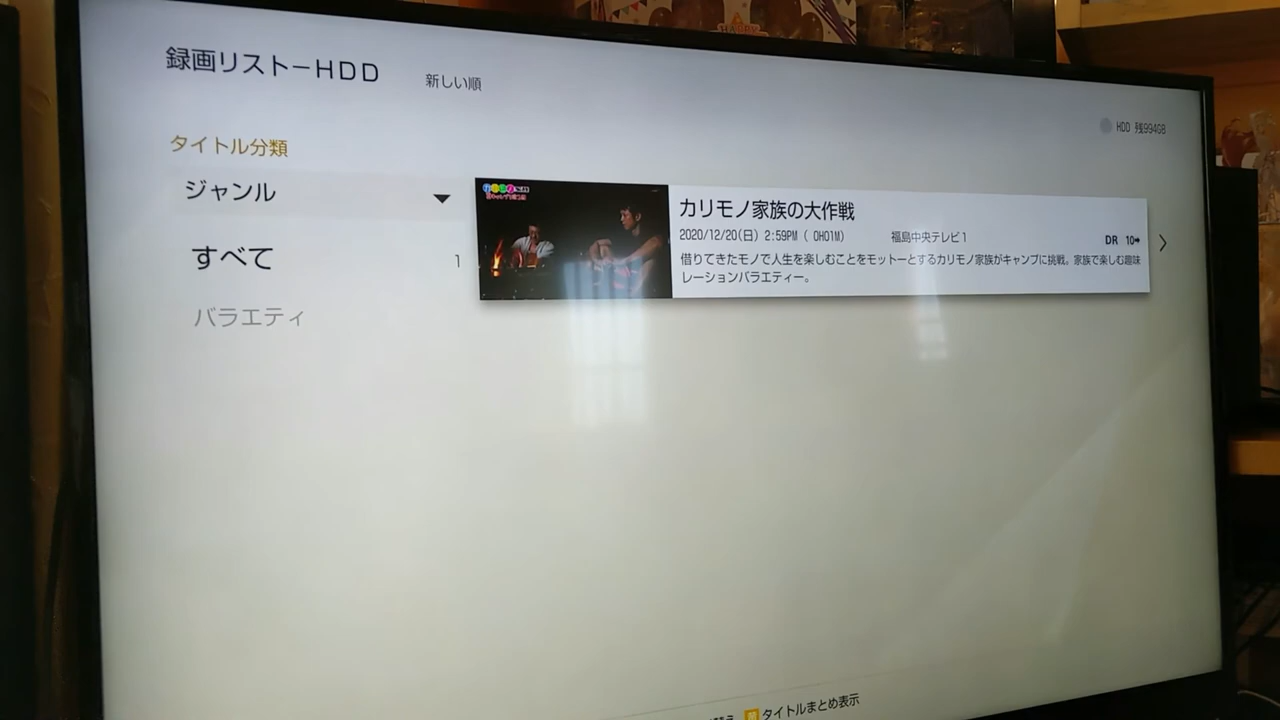 録画リスト－HDD
新しい順
HDD 残994GB
タイトル分類
ジャンル
すべて 1
バラエティ
カリモノ家族の大作戦
2020/12/20(日) 2:59PM ( 0H01M) 福島中央テレビ1 DR 10
借りてきたモノで人生を楽しむことをモットーとするカリモノ家族がキャンプに挑戦。家族で楽しむ趣味
レーションバラエティー。
タイトルまとめ表示